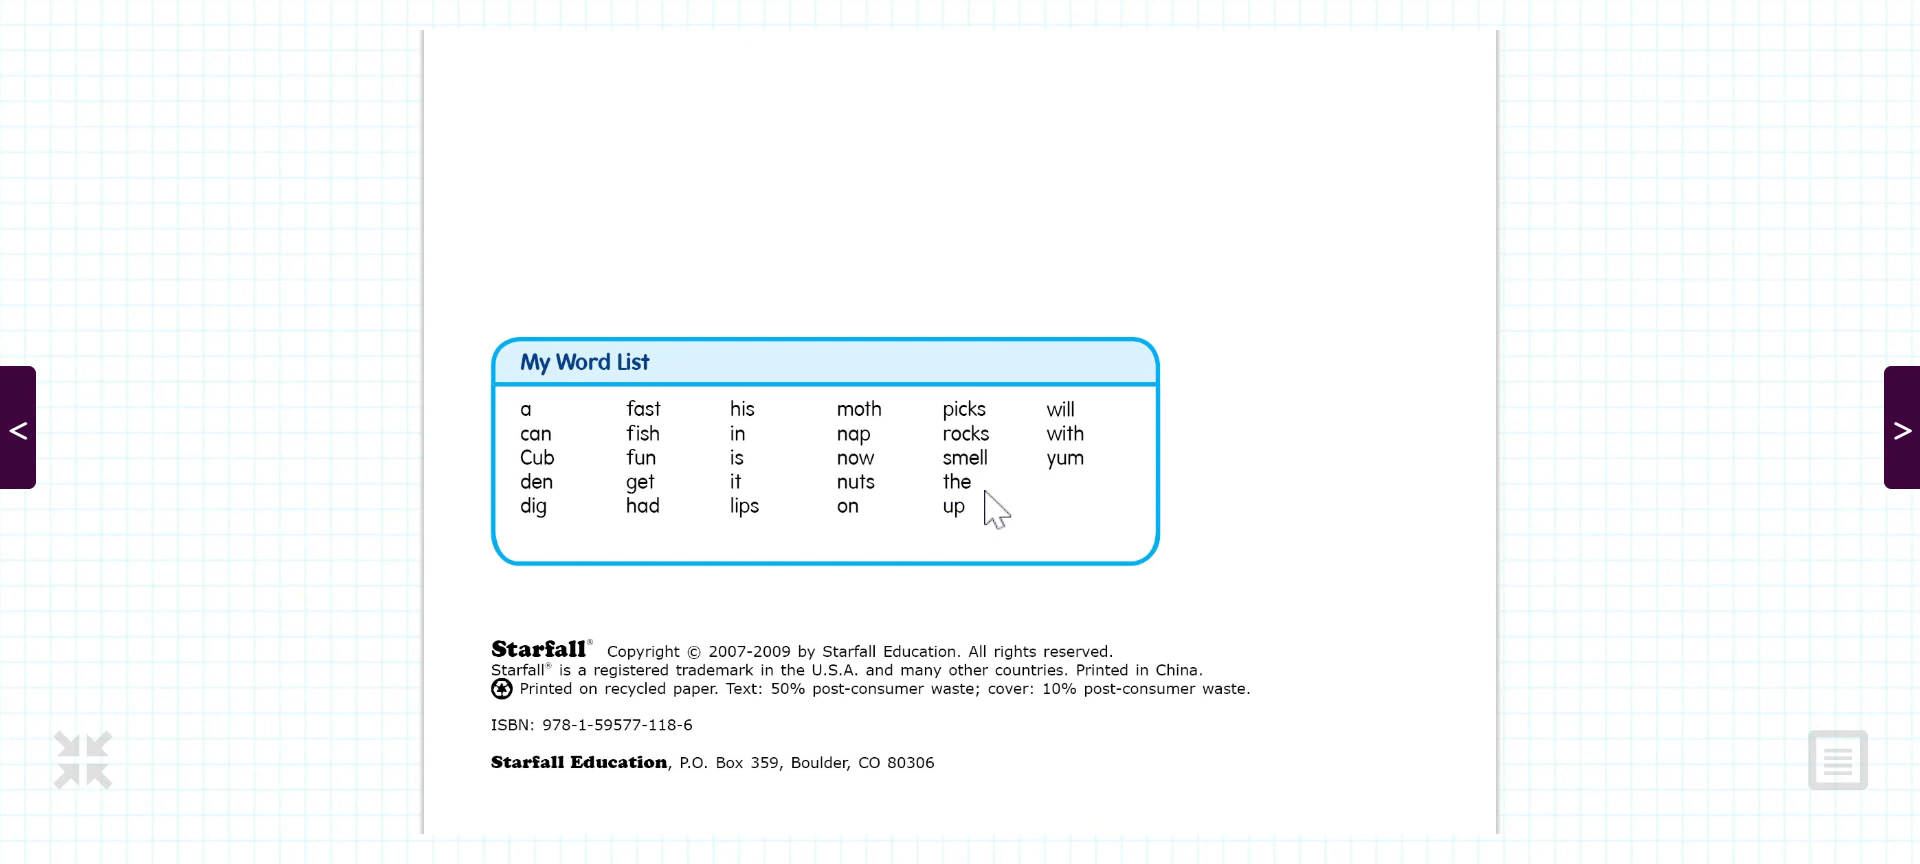 My Word List
a fast his moth picks will
can fish in nap rocks with
Cub fun is now smell yum
den get it nuts the
dig had lips on up
Starfall® Copyright © 2007-2009 by Starfall Education. All rights reserved.
Starfall® is a registered trademark in the U.S.A. and many other countries. Printed in China.
Printed on recycled paper. Text: 50% post-consumer waste; cover: 10% post-consumer waste.
ISBN: 978-1-59577-118-6
Starfall Education, P.O. Box 359, Boulder, CO 80306